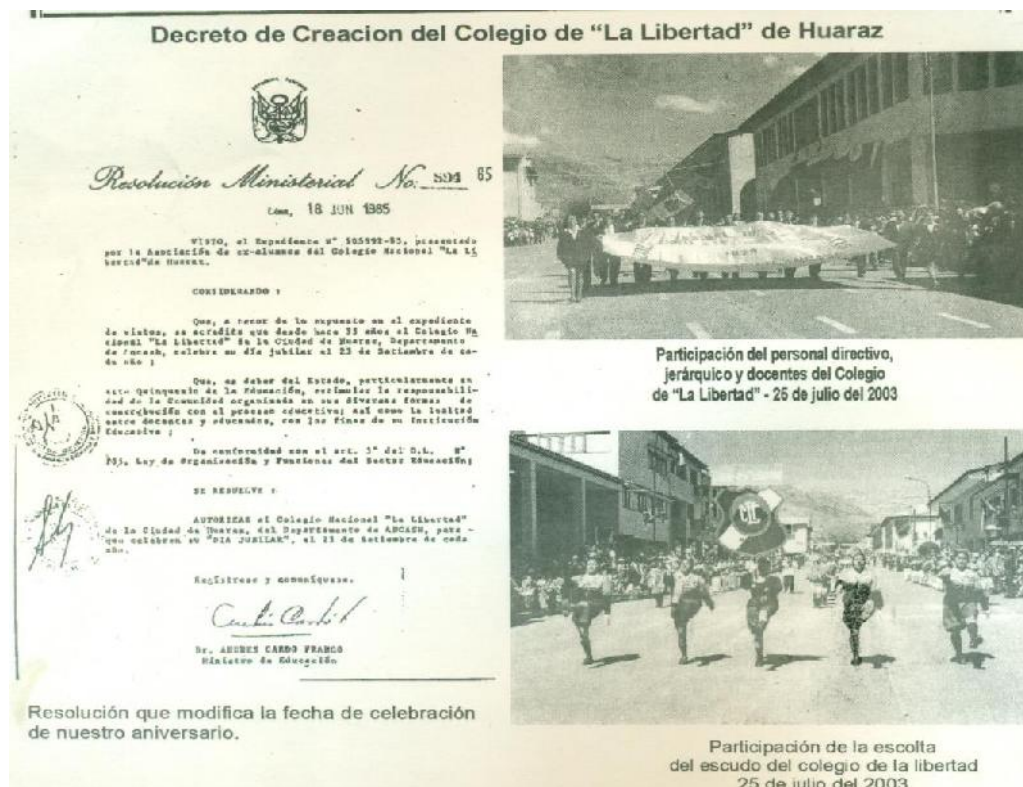 Decreto de Creacion del Colegio de “La Libertad” de Huaraz
Resolución Ministerial No. 594 85
Lima, 18 JUN 1985
VISTO, el Expediente N° presentado
por la Asociación de ex-alumnos del Colegio Nacional "La Li
bertad"de Huaraz.
CONSIDERANDO :
Que, a tenor de lo expuesto en el expediente
de vistos, se acredita que desde hace 35 años el Colegio Na
cional "La Libertad" de la Ciudad de Huaraz, Departamento
de Ancash, celebra su día jubilar el 23 de Setiembre de ca-
da año ;
Que, es deber del Estado, particularmente en
este Quinquenio de la Educación, estimular la responsabili-
dad de la Comunidad organizada en sus diversas formas de
contribución con el proceso educativo; así como la lealtad
entre docentes y educandos, con los fines de su Institución
Educativa ;
De conformidad con el art. 3° del D.L. N°
Ley de Organización y Funciones del Sector Educación;
SE RESUELVE :
AUTORIZAR al Colegio Nacional "La Libertad"
de la Ciudad de Huaraz, del Departamento de ANCASH, para -
que celebren su "DIA JUBILAR", el 23 de Setiembre de cada
año.
Regístrese y comuníquese.
Dr. ANDRES CARDO FRANCO
Ministro de Educación
Resolución que modifica la fecha de celebración
de nuestro aniversario.
Participación del personal directivo,
jerárquico y docentes del Colegio
de “La Libertad” - 25 de julio del 2003
CLL
Participación de la escolta
del escudo del colegio de la libertad
25 de julio del 2003